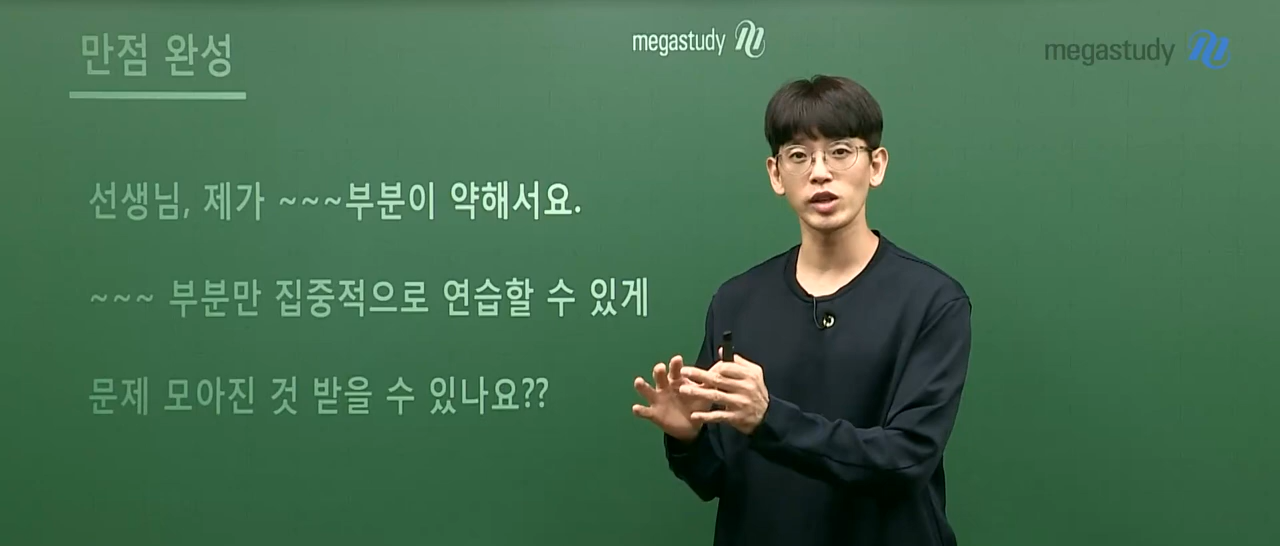 만점 완성
megastudy
megastudy
선생님, 제가 ~~~부분이 약해서요.
~~~ 부분만 집중적으로 연습할 수 있게
문제 모아진 것 받을 수 있나요??